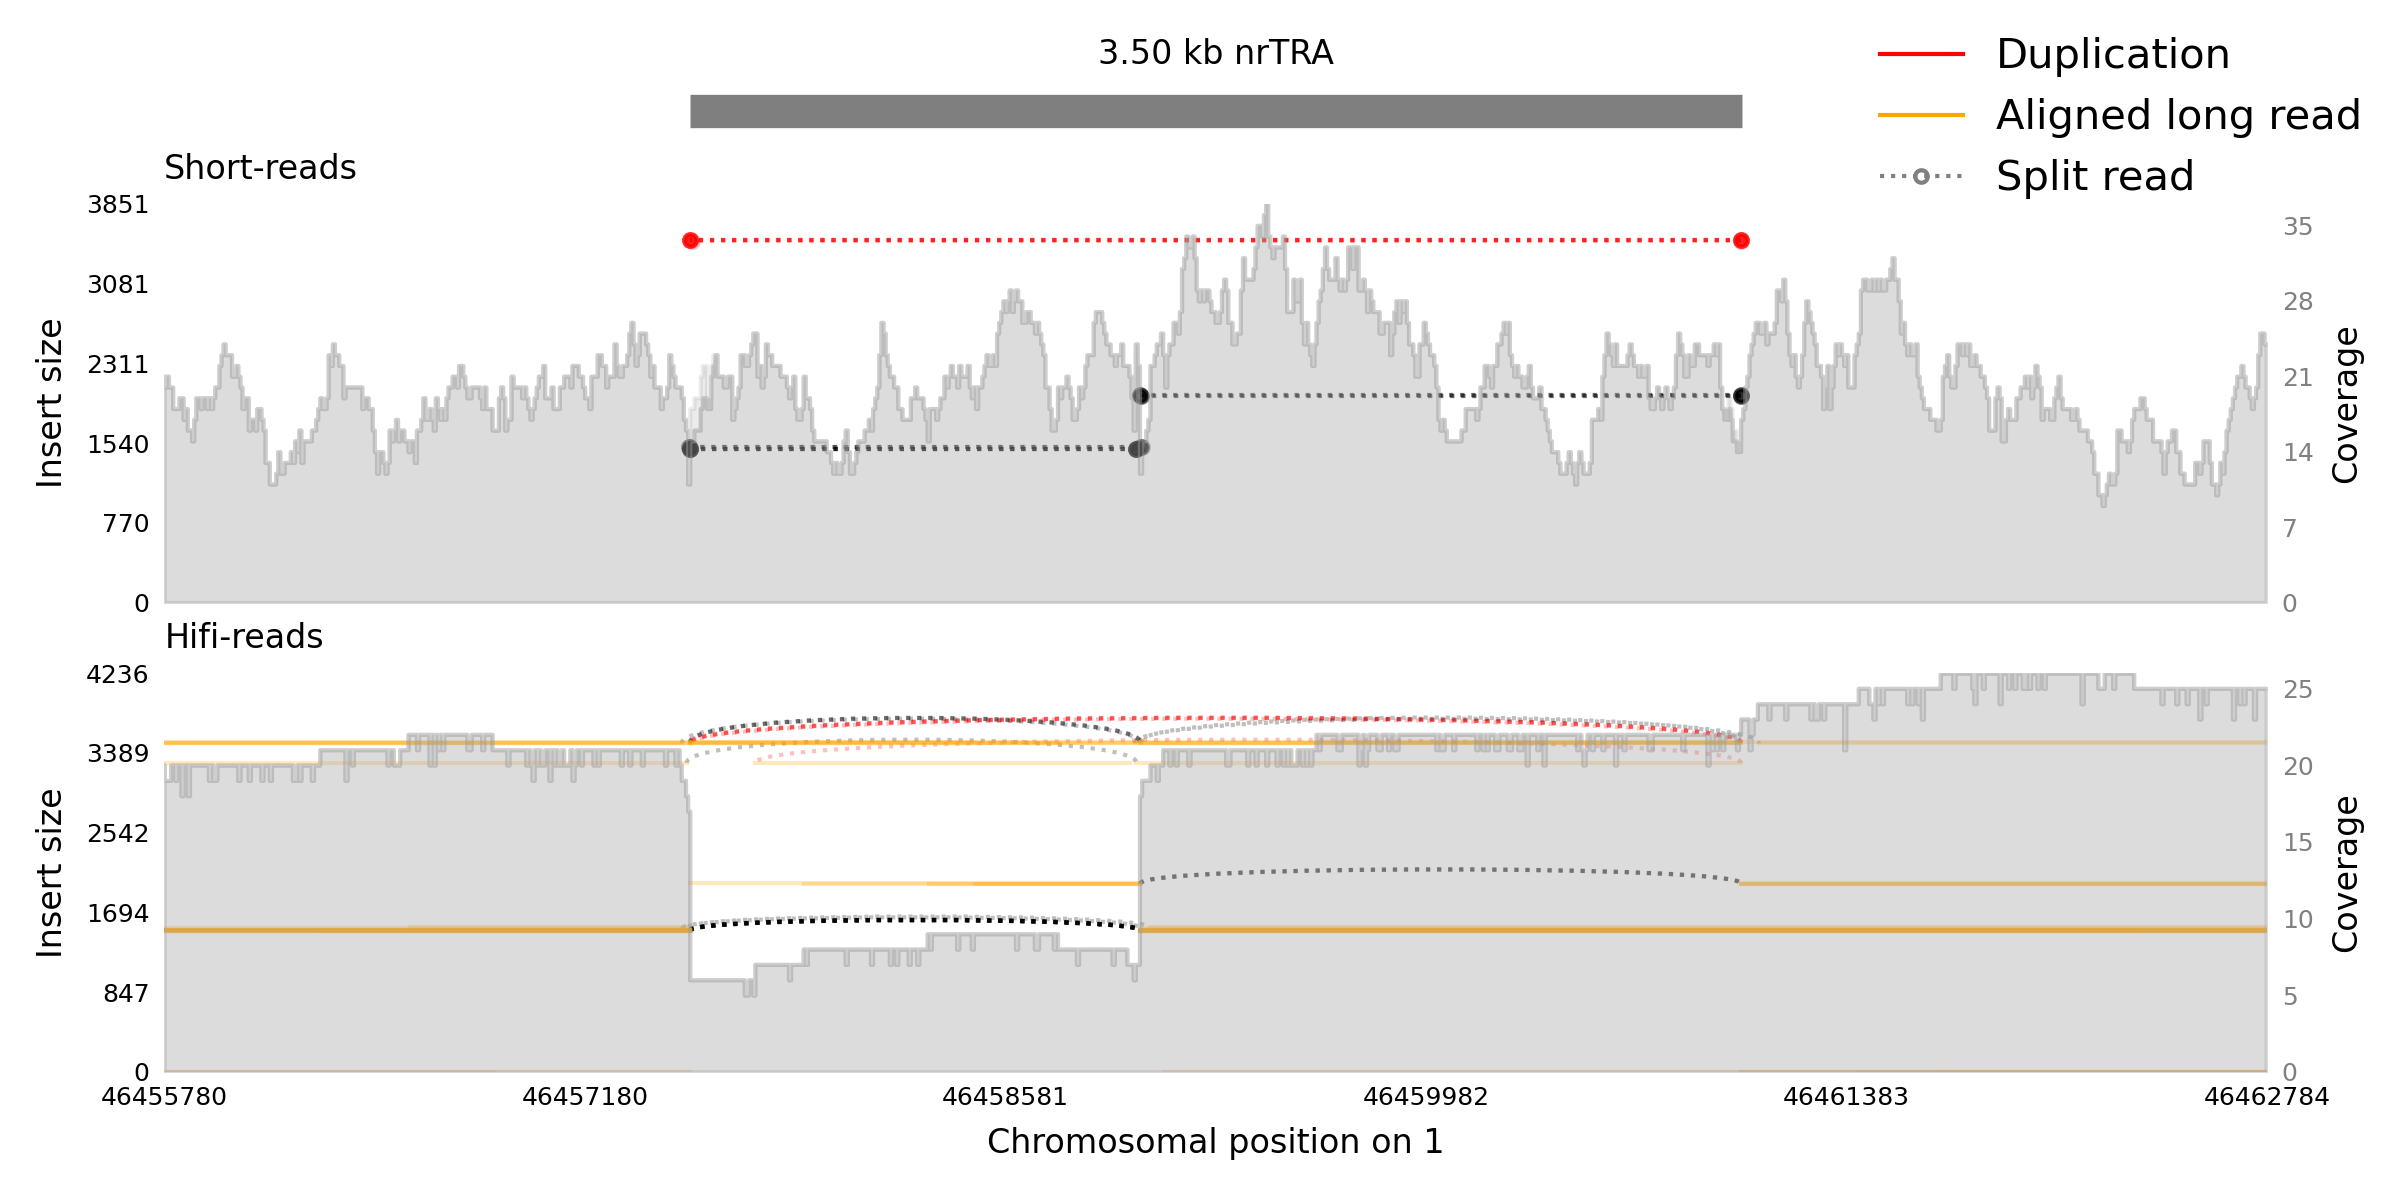 3.50 kb nrTRA
Duplication
Aligned long read
Split read
Short-reads
3851
3081
2311
1540
770
0
Insert size
35
28
21
14
7
0
Coverage
Hifi-reads
4236
3389
2542
1694
847
0
Insert size
25
20
15
10
5
0
Coverage
46455780 46457180 46458581 46459982 46461383 46462784
Chromosomal position on 1